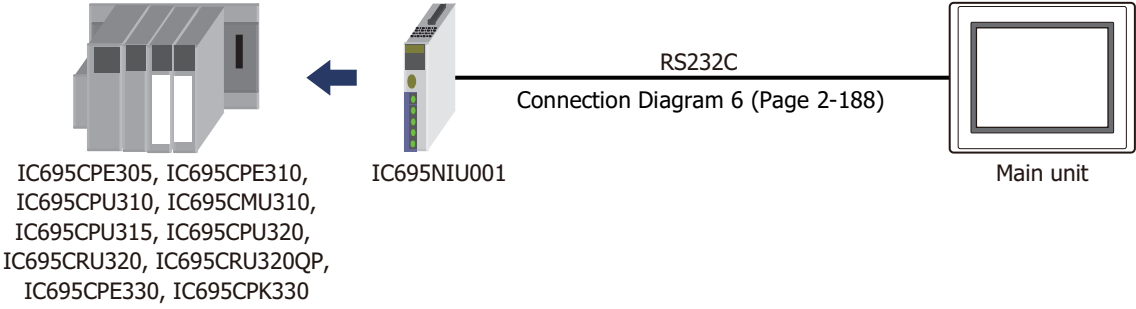 RS232C
Connection Diagram 6 (Page 2-188)
IC695CPE305, IC695CPE310,
IC695CPU310, IC695CMU310,
IC695CPU315, IC695CPU320,
IC695CRU320, IC695CRU320QP,
IC695CPE330, IC695CPK330
IC695NIU001
Main unit